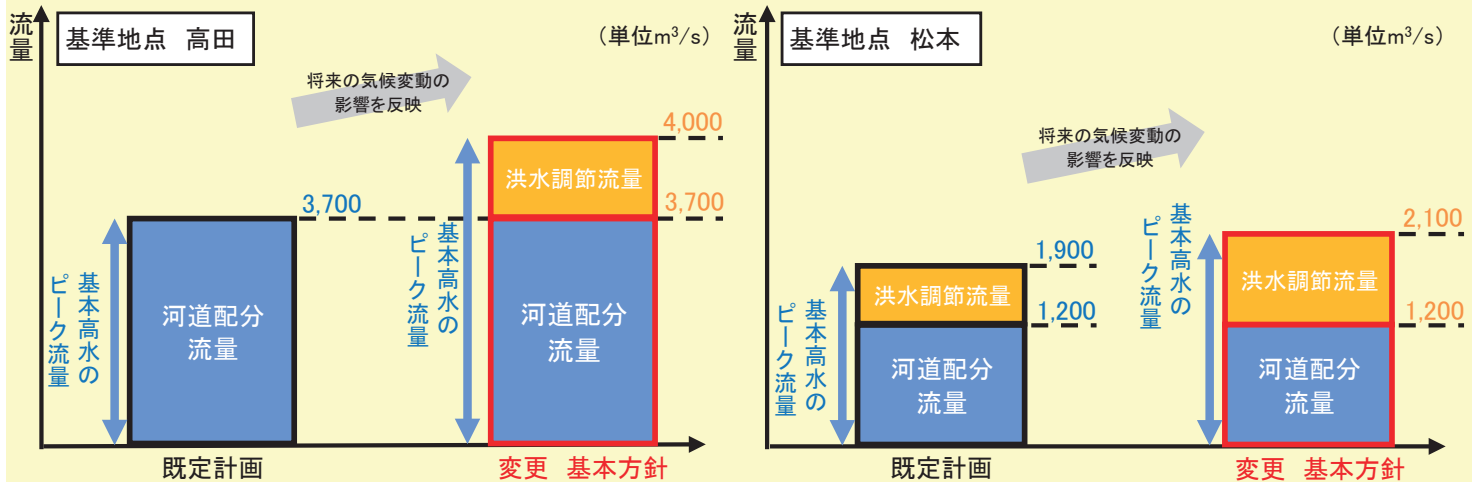 流量
基準地点 高田
(単位m³/s)
将来の気候変動の
影響を反映
4,000
洪水調節流量
3,700
3,700
基本高水の
ピーク流量
基本高水の
ピーク流量
河道配分
流量
河道配分
流量
既定計画
変更 基本方針
流量
基準地点 松本
(単位m³/s)
将来の気候変動の
影響を反映
2,100
1,900
洪水調節流量
洪水調節流量
1,200
1,200
基本高水の
ピーク流量
基本高水の
ピーク流量
河道配分
流量
河道配分
流量
既定計画
変更 基本方針